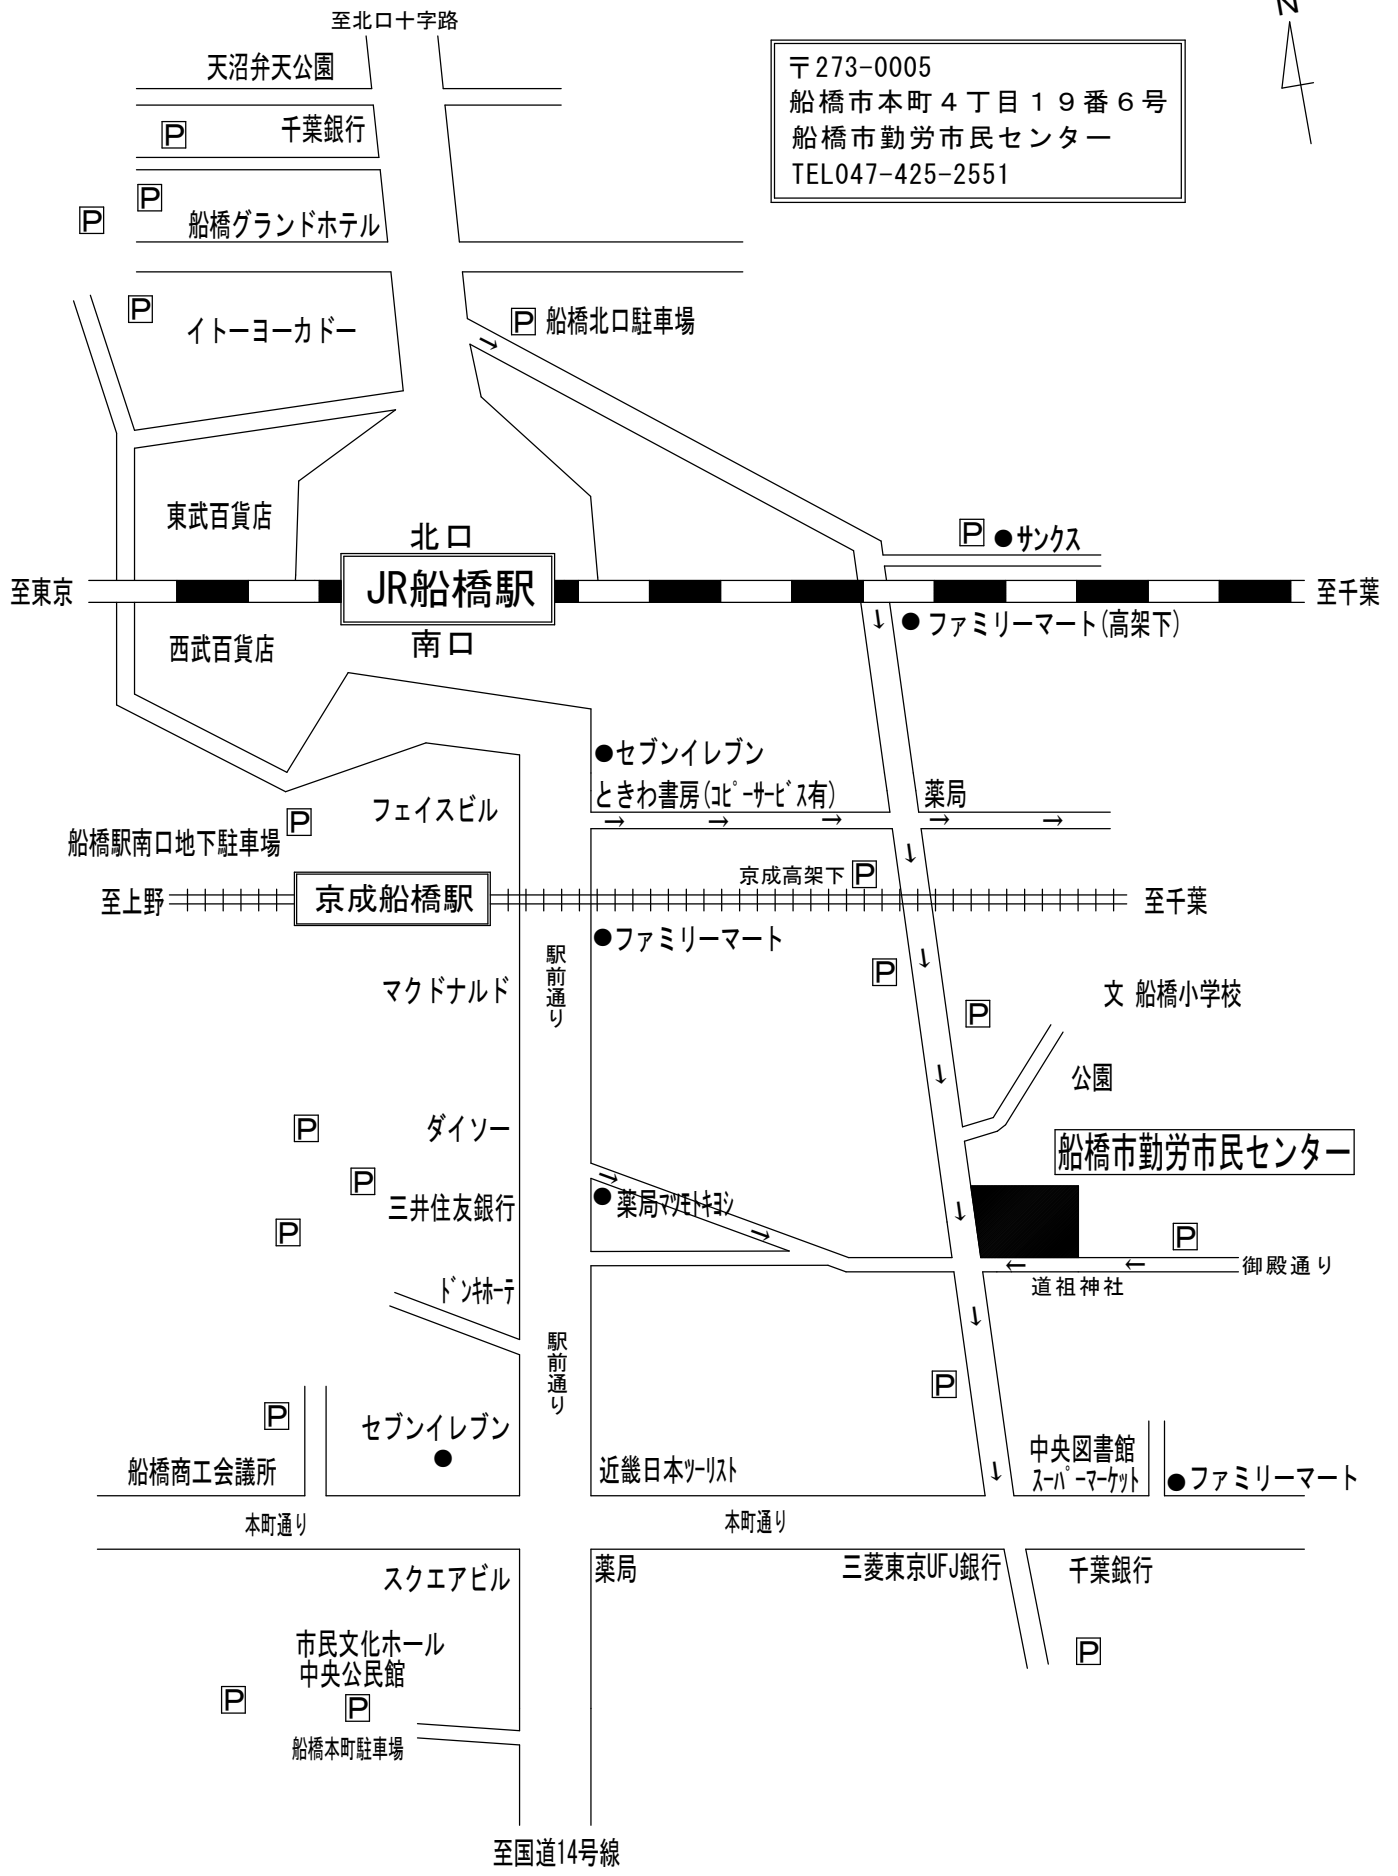 至北口十字路
N
天沼弁天公園
〒273-0005
船橋市本町４丁目１９番６号
船橋市勤労市民センター
TEL047-425-2551
P
千葉銀行
P
P
船橋グランドホテル
P
イトーヨーカドー
P 船橋北口駐車場
東武百貨店
北口
P ●サンクス
至東京
JR船橋駅
至千葉
●ファミリーマート(高架下)
西武百貨店
南口
●セブンイレブン
ときわ書房(ｺﾋﾟｰｻｰﾋﾞｽ有)
薬局
フェイスビル
P
船橋駅南口地下駐車場
京成高架下 P
至上野
京成船橋駅
至千葉
●ファミリーマート
駅前通り
マクドナルド
P
P
文 船橋小学校
公園
P
ダイソー
船橋市勤労市民センター
P
三井住友銀行
●薬局ﾏﾂﾓﾄｷﾖｼ
P
P
御殿通り
道祖神社
ﾄﾞﾝｷﾎｰﾃ
駅前通り
P
P
セブンイレブン
●
船橋商工会議所
近畿日本ﾂｰﾘｽﾄ
中央図書館
ｽｰﾊﾟｰﾏｰｹｯﾄ
●ファミリーマート
本町通り
本町通り
スクエアビル
薬局
三菱東京UFJ銀行
千葉銀行
市民文化ホール
中央公民館
P
P
P
船橋本町駐車場
至国道14号線